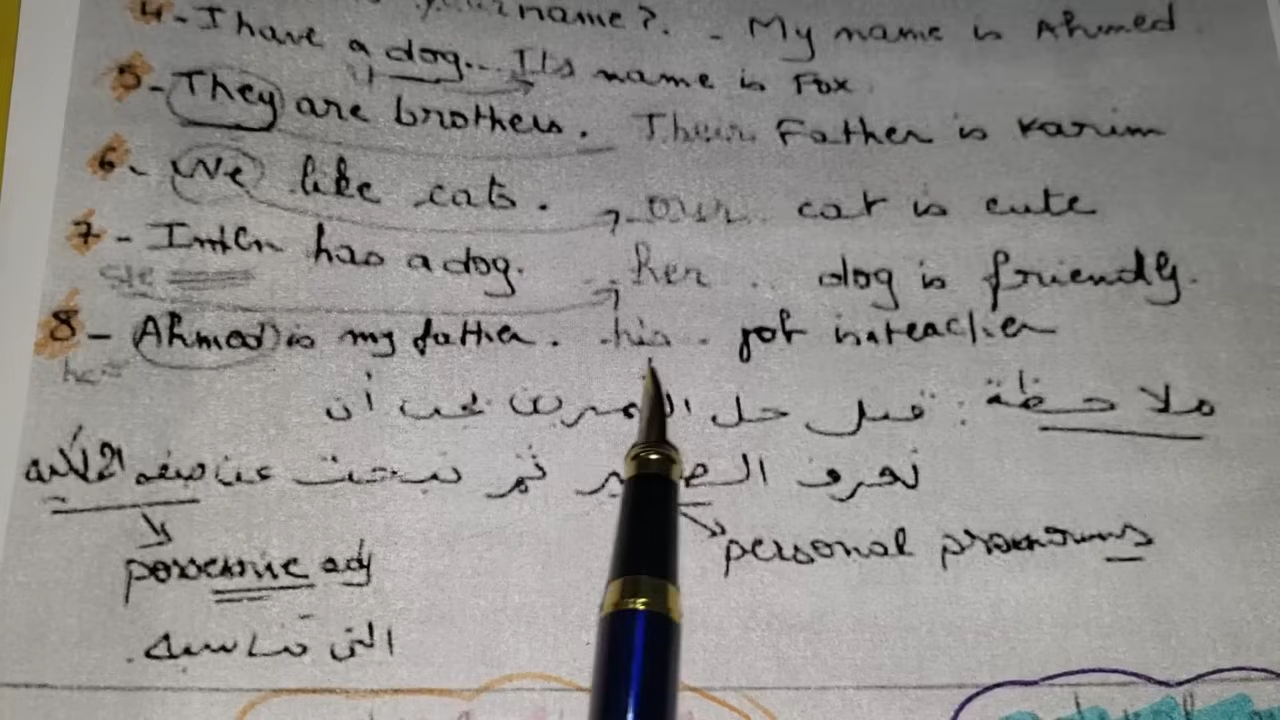 4- your name?. - My name is Ahmed
I have a dog.. Its name is Fox.
5- They are brothers. Their Father is Karim
6- We like cats. our.. cat is cute
7- Imen has a dog. ..her.. dog is friendly.
she
8- Ahmed is my father. .his. job is teacher
he
ملاحظة: قبل حل التمرين يجب أن
نعرف الضمير ثم نبحث عن صفة الملكية
personal pronouns
possessive adj
التي تناسبه.